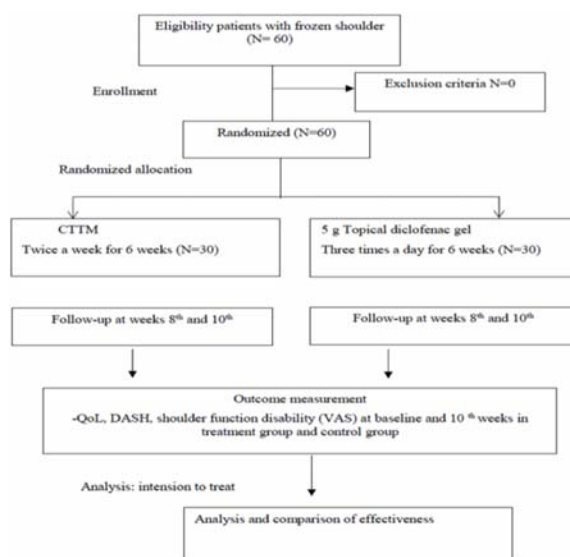 Eligibility patients with frozen shoulder
(N= 60)
Exclusion criteria N=0
Enrollment
Randomized (N=60)
Randomized allocation
CTTM
Twice a week for 6 weeks (N=30)
5 g Topical diclofenac gel
Three times a day for 6 weeks (N=30)
Follow-up at weeks 8th and 10th
Follow-up at weeks 8th and 10th
Outcome measurement
-QoL, DASH, shoulder function disability (VAS) at baseline and 10 th weeks in
treatment group and control group
Analysis: intension to treat
Analysis and comparison of effectiveness